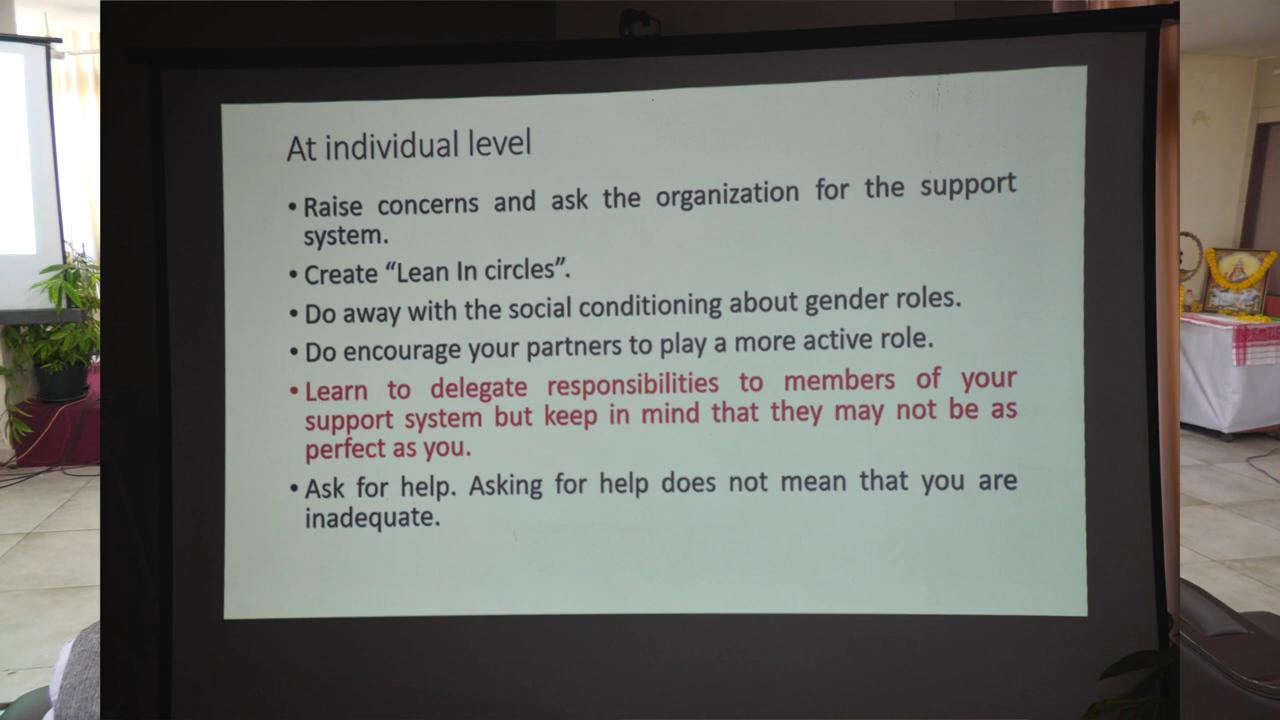 At individual level
• Raise concerns and ask the organization for the support
system.
• Create “Lean In circles”.
• Do away with the social conditioning about gender roles.
• Do encourage your partners to play a more active role.
• Learn to delegate responsibilities to members of your
support system but keep in mind that they may not be as
perfect as you.
• Ask for help. Asking for help does not mean that you are
inadequate.